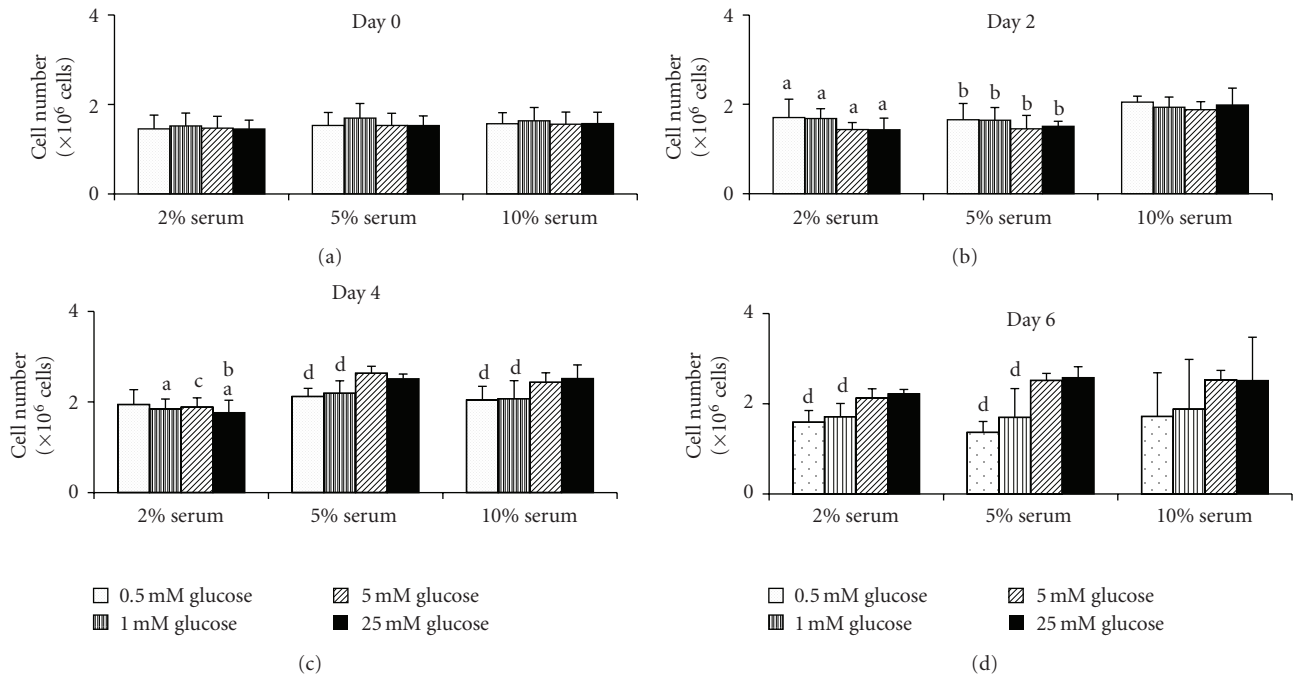 Day 0
4
2
0
Cell number
(×10⁶ cells)
2% serum
5% serum
10% serum
(a)
Day 2
4
2
0
Cell number
(×10⁶ cells)
a
a
a
a
b
b
b
b
2% serum
5% serum
10% serum
(b)
Day 4
4
2
0
Cell number
(×10⁶ cells)
a
c
b
a
d
d
d
d
2% serum
5% serum
10% serum
0.5 mM glucose
5 mM glucose
1 mM glucose
25 mM glucose
(c)
Day 6
4
2
0
Cell number
(×10⁶ cells)
d
d
d
d
2% serum
5% serum
10% serum
0.5 mM glucose
5 mM glucose
1 mM glucose
25 mM glucose
(d)